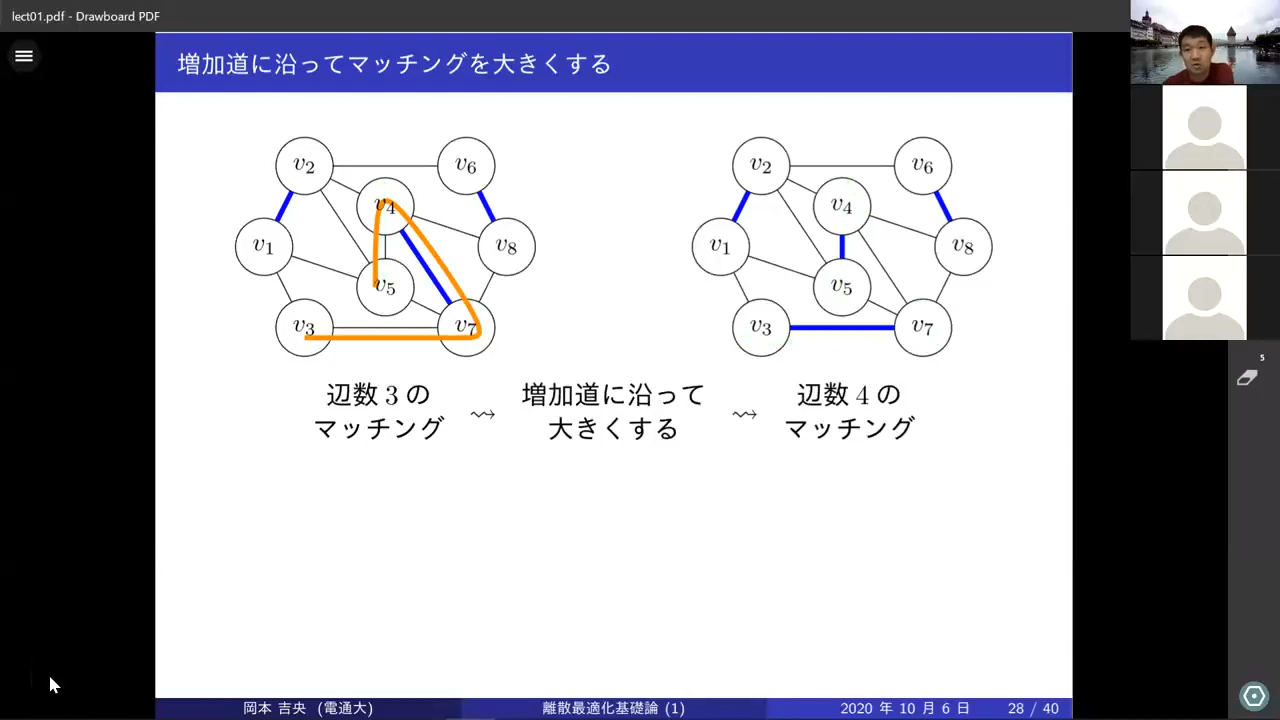 lect01.pdf - Drawboard PDF
増加道に沿ってマッチングを大きくする
v2 v6 v2 v6
v4 v4
v1 v8 v1 v8
v5 v5
v3 v7 v3 v7
辺数 3 の 増加道に沿って 辺数 4 の
マッチング ⇝ 大きくする ⇝ マッチング
5
岡本 吉央 (電通大) 離散最適化基礎論 (1) 2020 年 10 月 6 日 28 / 40